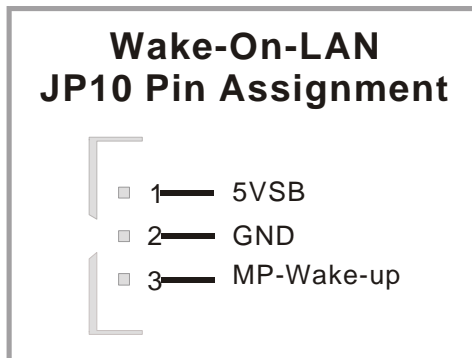 Wake-On-LAN
JP10 Pin Assignment
1 5VSB
2 GND
3 MP-Wake-up